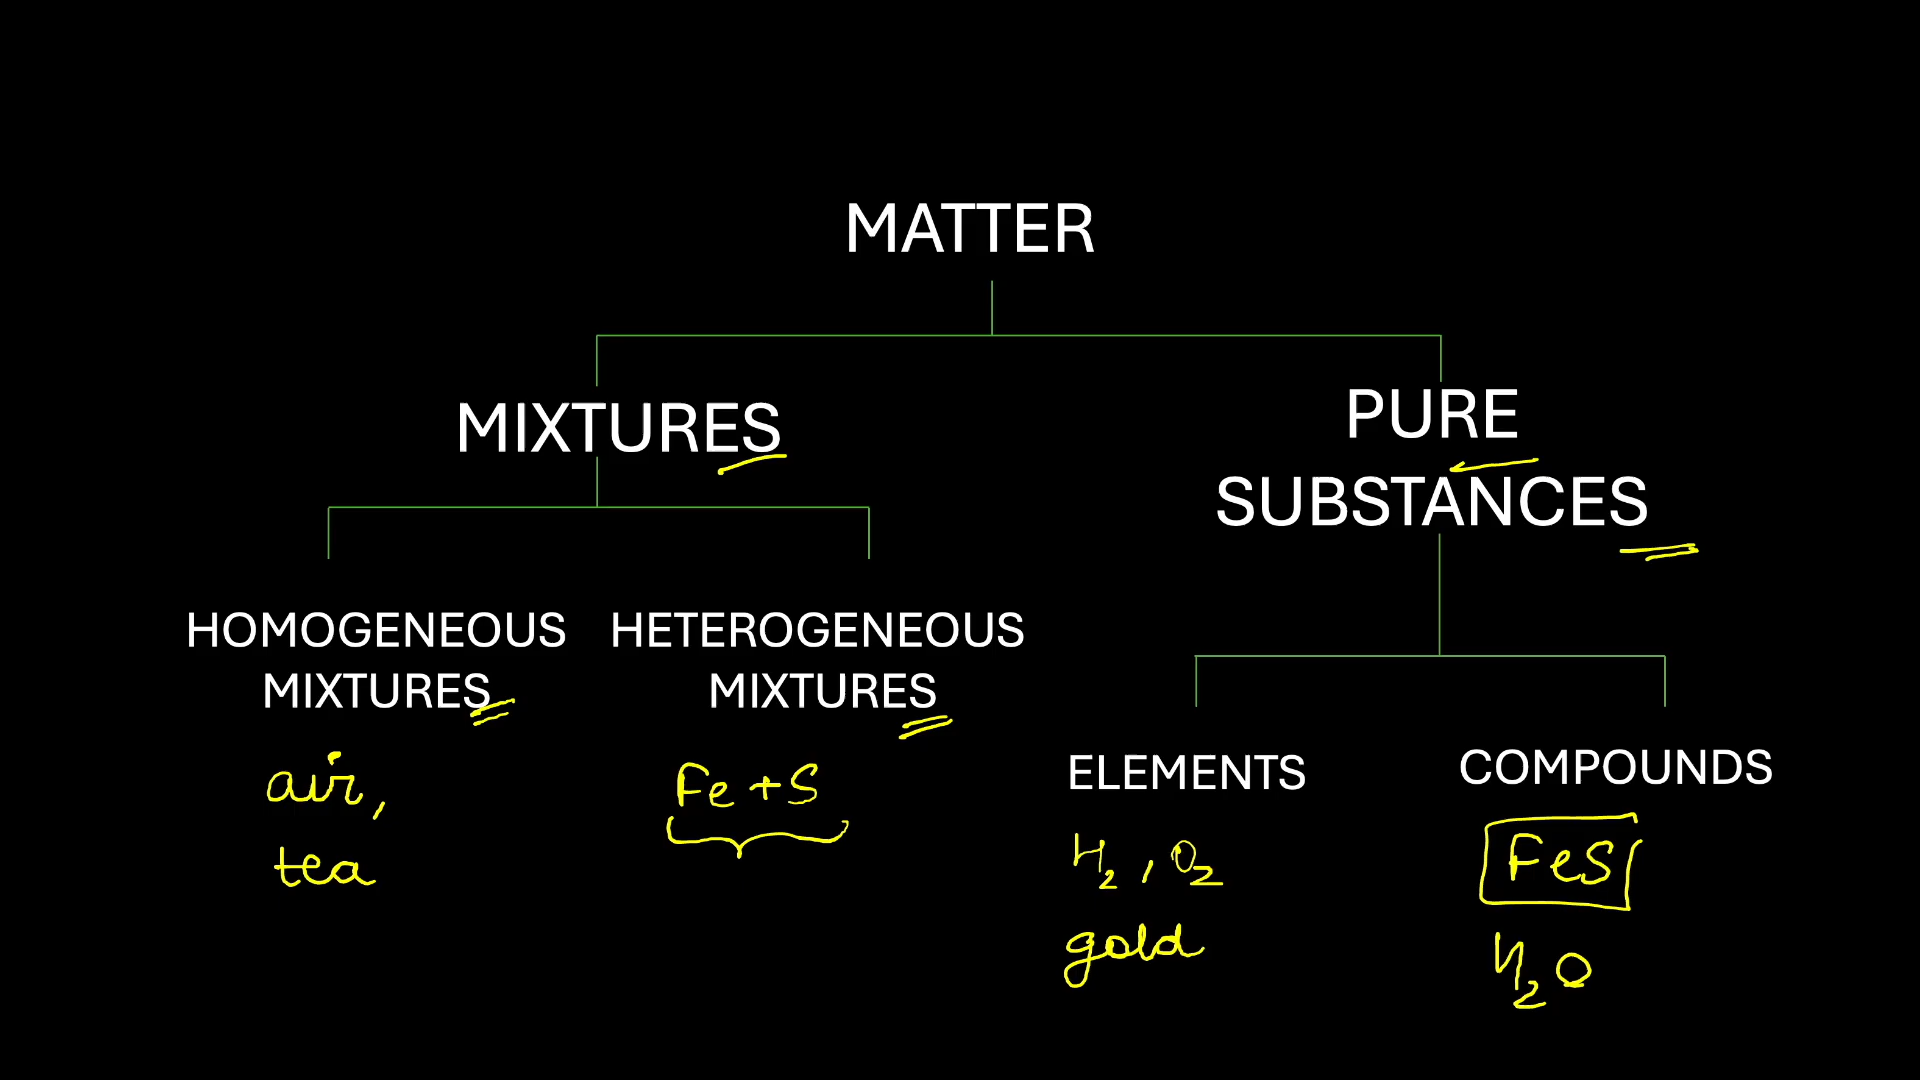 MATTER
MIXTURES
PURE
SUBSTANCES
HOMOGENEOUS
MIXTURES
air,
tea
HETEROGENEOUS
MIXTURES
Fe + S
ELEMENTS
H₂, O₂
gold
COMPOUNDS
FeS
H₂O